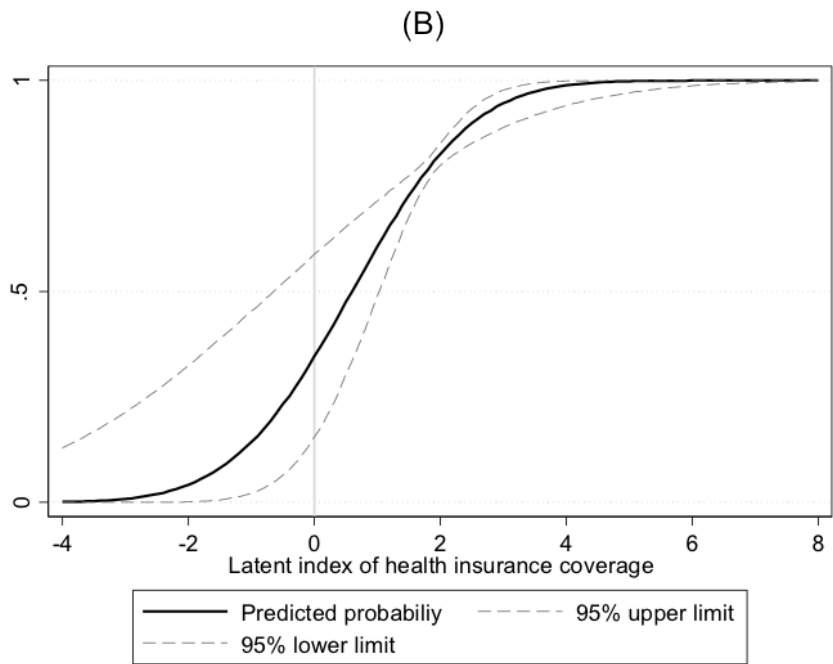 (B)
1
.5
0
-4 -2 0 2 4 6 8
Latent index of health insurance coverage
Predicted probabiliy 95% upper limit
95% lower limit